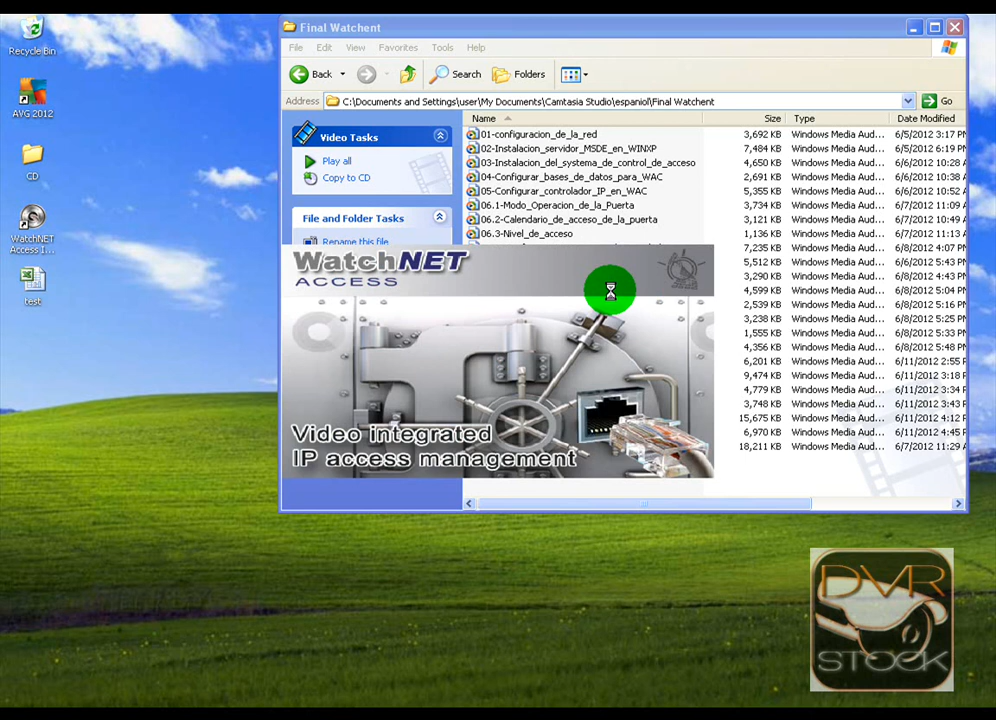 Recycle Bin
AVG 2012
CD
WatchNET
Access I...
test
Final Watchent
File Edit View Favorites Tools Help
Back Search Folders
Address C:\Documents and Settings\user\My Documents\Camtasia Studio\espaniol\Final Watchent Go
Video Tasks
Play all
Copy to CD
File and Folder Tasks
Rename this file
Name Size Type Date Modified
01-configuracion_de_la_red 3,692 KB Windows Media Aud... 6/5/2012 3:17 PM
02-Instalacion_servidor_MSDE_en_WINXP 7,484 KB Windows Media Aud... 6/5/2012 6:19 PM
03-Instalacion_del_systema_de_control_de_acceso 4,650 KB Windows Media Aud... 6/6/2012 10:28 A
04-Configurar_bases_de_datos_para_WAC 2,691 KB Windows Media Aud... 6/6/2012 10:38 A
05-Configurar_controlador_IP_en_WAC 5,355 KB Windows Media Aud... 6/6/2012 10:52 A
06.1-Modo_Operacion_de_la_Puerta 3,734 KB Windows Media Aud... 6/7/2012 11:09 A
06.2-Calendario_de_acceso_de_la_puerta 3,121 KB Windows Media Aud... 6/7/2012 10:49 A
06.3-Nivel_de_acceso 1,136 KB Windows Media Aud... 6/7/2012 11:13 A
7,235 KB Windows Media Aud... 6/8/2012 4:07 PM
5,512 KB Windows Media Aud... 6/6/2012 5:43 PM
3,290 KB Windows Media Aud... 6/8/2012 4:43 PM
4,599 KB Windows Media Aud... 6/8/2012 5:04 PM
2,539 KB Windows Media Aud... 6/8/2012 5:16 PM
3,238 KB Windows Media Aud... 6/8/2012 5:25 PM
1,555 KB Windows Media Aud... 6/8/2012 5:33 PM
4,356 KB Windows Media Aud... 6/8/2012 5:48 PM
6,201 KB Windows Media Aud... 6/11/2012 2:55 P
9,474 KB Windows Media Aud... 6/11/2012 3:18 P
4,779 KB Windows Media Aud... 6/11/2012 3:34 P
3,748 KB Windows Media Aud... 6/11/2012 3:43 P
15,675 KB Windows Media Aud... 6/11/2012 4:12 P
6,970 KB Windows Media Aud... 6/11/2012 4:45 P
18,211 KB Windows Media Aud... 6/7/2012 11:29 A
WatchNET
ACCESS
Video integrated
IP access management
DVR
STOCK